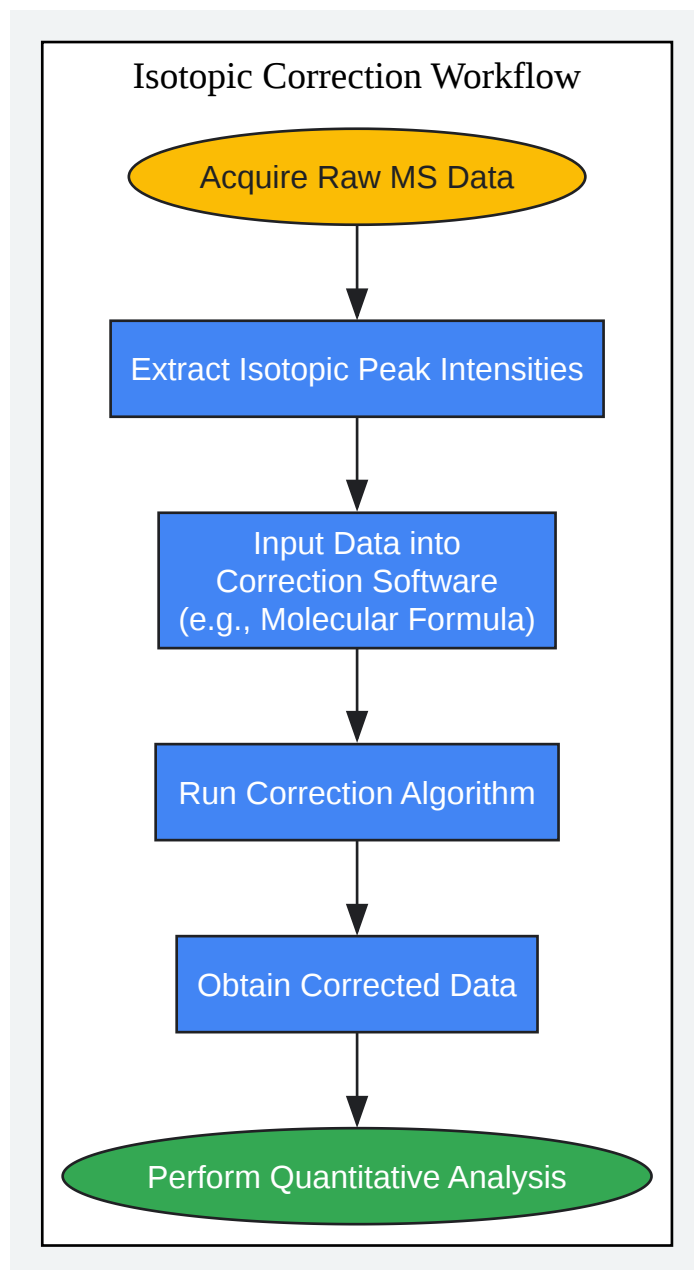 Isotopic Correction Workflow
Acquire Raw MS Data
Extract Isotopic Peak Intensities
Input Data into
Correction Software
(e.g., Molecular Formula)
Run Correction Algorithm
Obtain Corrected Data
Perform Quantitative Analysis